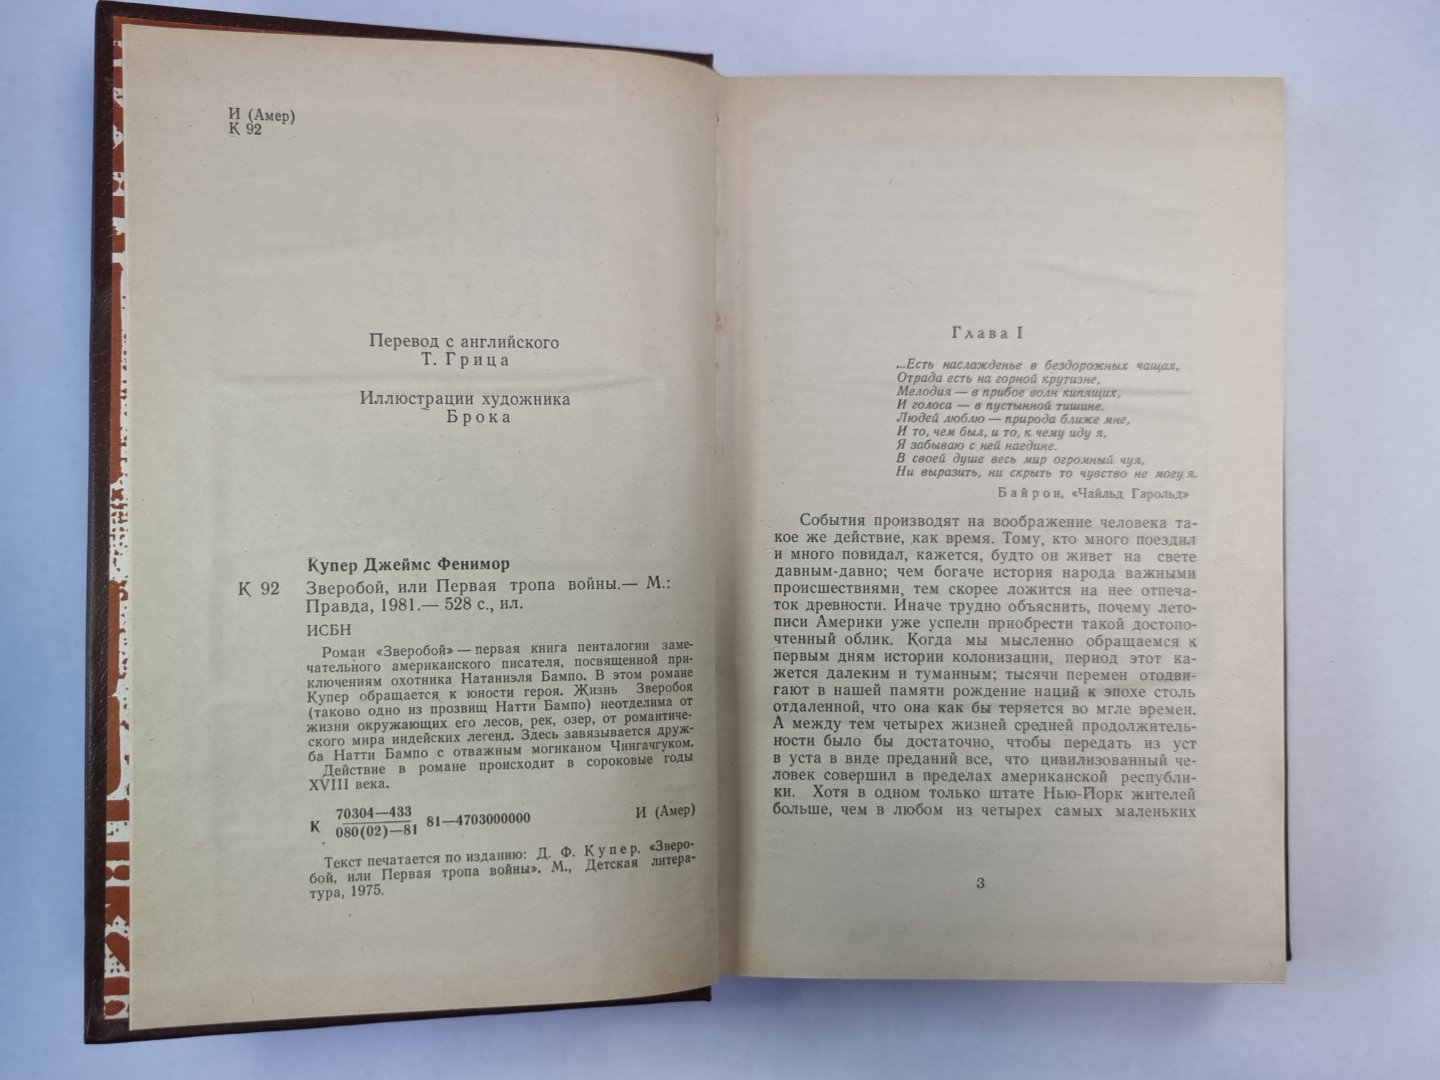 И (Амер)
К 92
Перевод с английского
Т. Грица
Иллюстрации художника
Брока
Купер Джеймс Фенимор
К 92 Зверобой, или Первая тропа войны.— М.:
Правда, 1981.— 528 с., ил.
ИСБН
Роман «Зверобой» — первая книга пенталогии заме-
чательного американского писателя, посвященной при-
ключениям охотника Натаниэля Бампо. В этом романе
Купер обращается к юности героя. Жизнь Зверобоя
(таково одно из прозвищ Натти Бампо) неотделима от
жизни окружающих его лесов, рек, озер, от романтиче-
ского мира индейских легенд. Здесь завязывается друж-
ба Натти Бампо с отважным могиканом Чингачгуком.
Действие в романе происходит в сороковые годы
XVIII века.
К 70304—433
080(02)—81 81—4703000000 И (Амер)
Текст печатается по изданию: Д. Ф. Купер. «Зверо-
бой, или Первая тропа войны». М., Детская литера-
тура, 1975.
Глава I
...Есть наслажденье в бездорожных чащах,
Отрада есть на горной крутизне,
Мелодия — в прибое волн кипящих,
И голоса — в пустынной тишине.
Людей люблю — природа ближе мне,
И то, чем был, и то, к чему иду я,
Я забываю с ней наедине.
В своей душе весь мир огромный чуя,
Ни выразить, ни скрыть то чувство не могу я.
Байрон, «Чайльд Гарольд»
События производят на воображение человека та-
кое же действие, как время. Тому, кто много поездил
и много повидал, кажется, будто он живет на свете
давным-давно; чем богаче история народа важными
происшествиями, тем скорее ложится на нее отпеча-
ток древности. Иначе трудно объяснить, почему лето-
писи Америки уже успели приобрести такой достопо-
чтенный облик. Когда мы мысленно обращаемся к
первым дням истории колонизации, период этот ка-
жется далеким и туманным; тысячи перемен отодви-
гают в нашей памяти рождение наций к эпохе столь
отдаленной, что она как бы теряется во мгле времен.
А между тем четырех жизней средней продолжитель-
ности было бы достаточно, чтобы передать из уст
в уста в виде преданий все, что цивилизованный че-
ловек совершил в пределах американской республи-
ки. Хотя в одном только штате Нью-Йорк жителей
больше, чем в любом из четырех самых маленьких
3